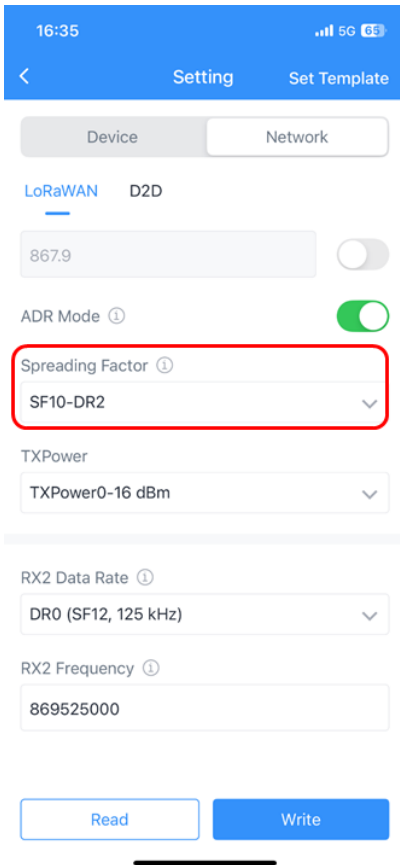 16:35 5G 65
Setting Set Template
Device Network
LoRaWAN D2D
867.9
ADR Mode
Spreading Factor
SF10-DR2
TXPower
TXPower0-16 dBm
RX2 Data Rate
DR0 (SF12, 125 kHz)
RX2 Frequency
869525000
Read Write